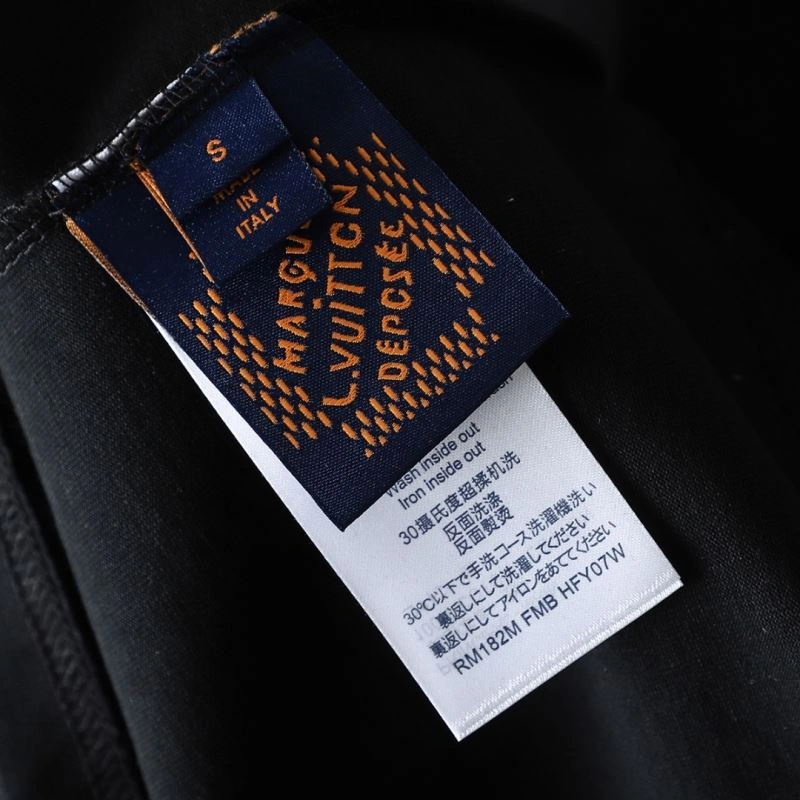 S
MADE
IN
ITALY
L.VUITTON
DEPOSÉE
Wash inside out
Iron inside out
30攝氏度超揉机洗
反面洗涤
反面熨烫
30℃以下で手洗コース洗濯機洗い
裏返しにして洗濯してください
裏返しにしてアイロンをあててください
RM182M FMB HFY07W